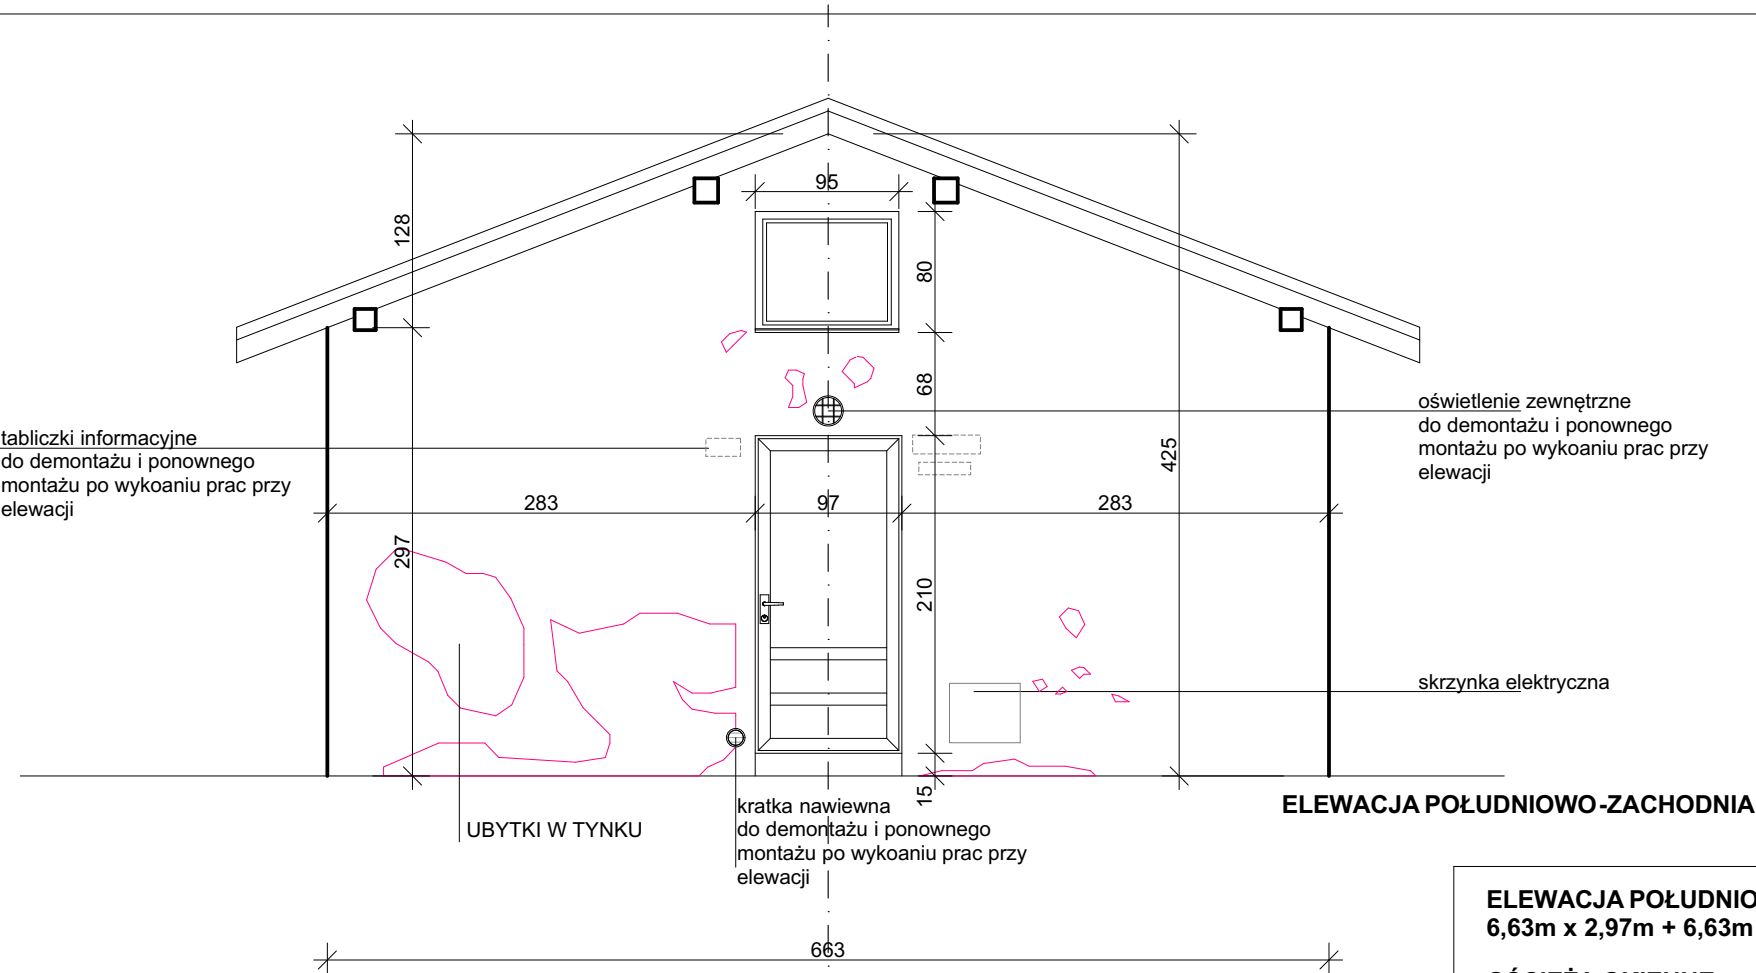 95
128
80
68
425
tabliczki informacyjne
do demontażu i ponownego
montażu po wykoaniu prac przy
elewacji
oświetlenie zewnętrzne
do demontażu i ponownego
montażu po wykoaniu prac przy
elewacji
283
97
283
297
210
skrzynka elektryczna
15
UBYTKI W TYNKU
kratka nawiewna
do demontażu i ponownego
montażu po wykoaniu prac przy
elewacji
ELEWACJA POŁUDNIOWO-ZACHODNIA
663
ELEWACJA POŁUDNIO
6,63m x 2,97m + 6,63m